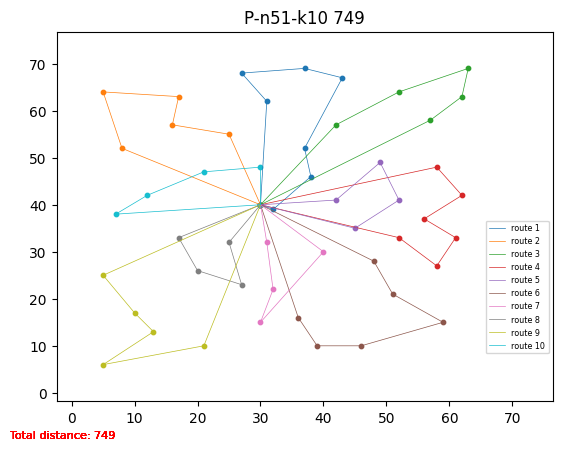 P-n51-k10 749
70
60
50
40
30
20
10
0
0 10 20 30 40 50 60 70
route 1
route 2
route 3
route 4
route 5
route 6
route 7
route 8
route 9
route 10
Total distance: 749